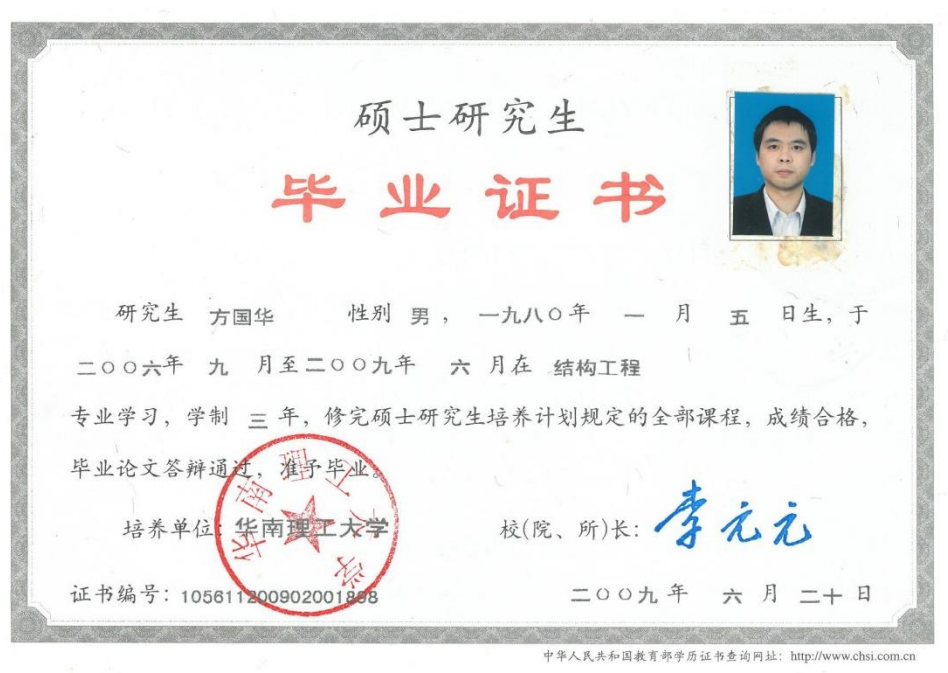 硕士研究生
毕业证书
研究生 方国华 性别 男 ，一九八〇年 一 月 五 日生，于
二〇〇六年 九 月至二〇〇九年 六 月在 结构工程
专业学习，学制 三 年，修完硕士研究生培养计划规定的全部课程，成绩合格，
毕业论文答辩通过，准予毕业。
华南理工大学
培养单位：华南理工大学 校(院、所)长：李元元
证书编号：105611200902001898 二〇〇九年 六 月 二十 日
中华人民共和国教育部学历证书查询网址：http://www.chsi.com.cn